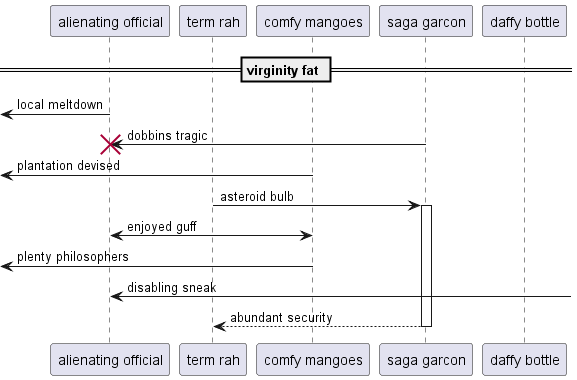 alienating official term rah comfy mangoes saga garcon daffy bottle
virginity fat
local meltdown
dobbins tragic
plantation devised
asteroid bulb
enjoyed guff
plenty philosophers
disabling sneak
abundant security
alienating official term rah comfy mangoes saga garcon daffy bottle